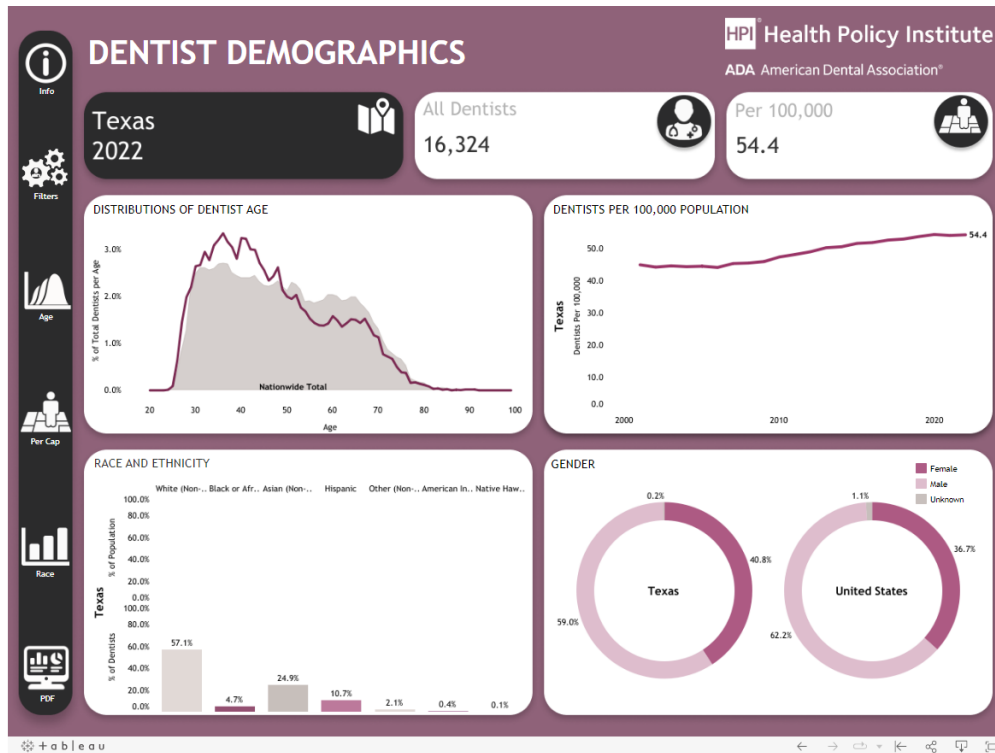 DENTIST DEMOGRAPHICS
HPI Health Policy Institute
ADA American Dental Association®
Info
Filters
Age
Per Cap
Race
PDF
Texas
2022
All Dentists
16,324
Per 100,000
54.4
DISTRIBUTIONS OF DENTIST AGE
% of Total Dentists per Age
3.0%
2.0%
1.0%
0.0%
Nationwide Total
20 30 40 50 60 70 80 90 100
Age
DENTISTS PER 100,000 POPULATION
Texas
Dentists Per 100,000
50.0
40.0
30.0
20.0
10.0
0.0
54.4
2000 2010 2020
RACE AND ETHNICITY
White (Non-.. Black or Afr.. Asian (Non-.. Hispanic Other (Non-.. American In.. Native Haw..
Texas
% of Population
100.0%
80.0%
60.0%
40.0%
20.0%
0.0%
% of Dentists
100.0%
80.0%
60.0%
40.0%
20.0%
0.0%
57.1% 4.7% 24.9% 10.7% 2.1% 0.4% 0.1%
GENDER
Female
Male
Unknown
0.2%
40.8%
59.0%
Texas
1.1%
36.7%
62.2%
United States
+ableau